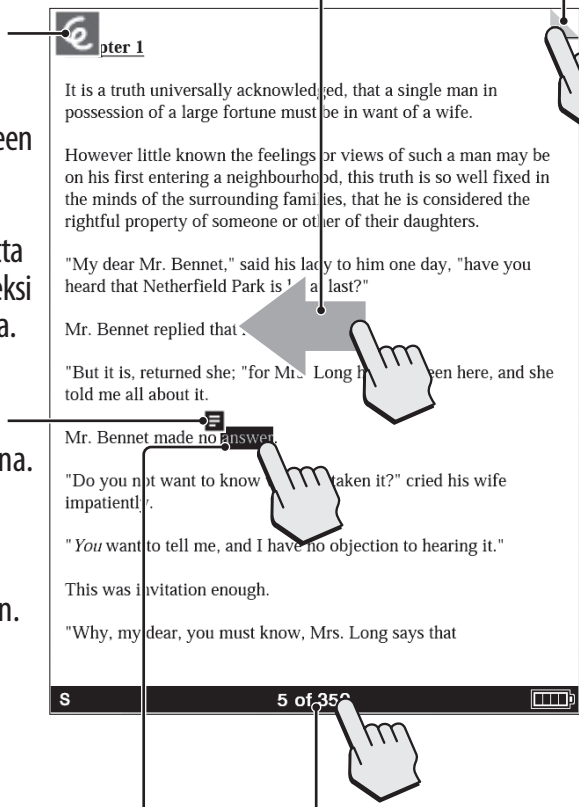 pter 1
It is a truth universally acknowledged, that a single man in
possession of a large fortune must be in want of a wife.
een
However little known the feelings or views of such a man may be
on his first entering a neighbourhood, this truth is so well fixed in
the minds of the surrounding families, that he is considered the
rightful property of someone or other of their daughters.
tta
"My dear Mr. Bennet," said his lady to him one day, "have you
eksi
heard that Netherfield Park is last?"
a.
Mr. Bennet replied that
"But it is, returned she; "for Mrs. Long een here, and she
told me all about it.
Mr. Bennet made no answer.
na.
"Do you not want to know taken it?" cried his wife
impatiently.
"You want to tell me, and I have no objection to hearing it."
This was invitation enough.
n.
"Why, my dear, you must know, Mrs. Long says that
S 5 of